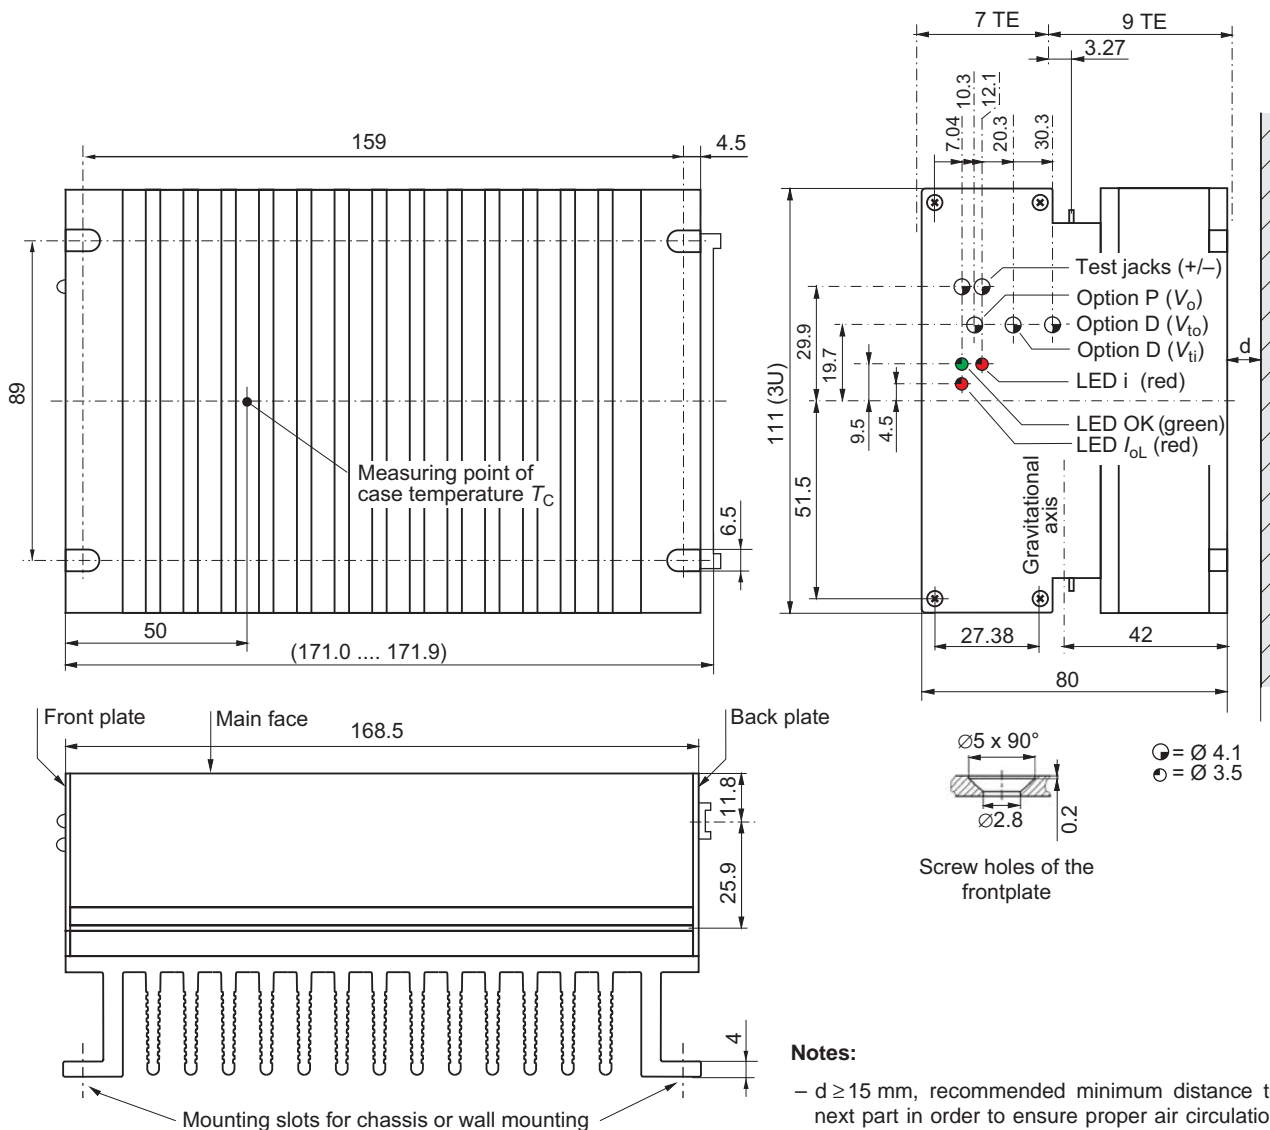 7 TE
9 TE
3.27
10.3
12.1
7.04
20.3
30.3
159
4.5
Test jacks (+/–)
Option P (Vo)
Option D (Vto)
Option D (Vti)
LED i (red)
LED OK (green)
LED IoL (red)
d
29.9
19.7
9.5
4.5
111 (3U)
51.5
Gravitational
axis
89
Measuring point of
case temperature TC
6.5
50
(171.0 .... 171.9)
27.38
42
80
Front plate
Main face
168.5
Back plate
11.8
25.9
4
∅5 x 90°
∅2.8
0.2
Screw holes of the
frontplate
= Ø 4.1
= Ø 3.5
Mounting slots for chassis or wall mounting
Notes:
– d ≥ 15 mm, recommended minimum distance t
next part in order to ensure proper air circulatio